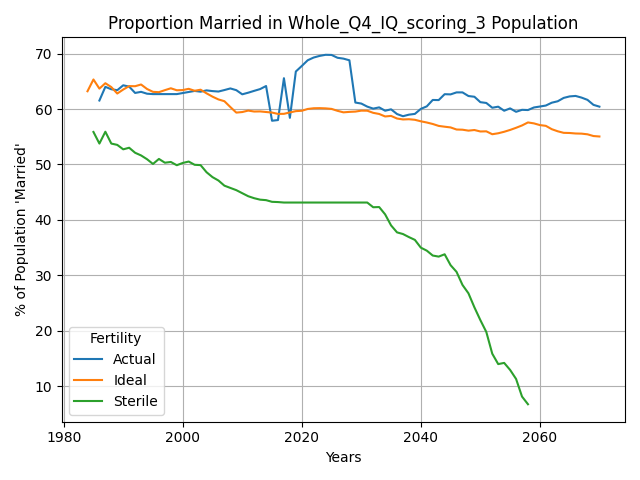 Proportion Married in Whole_Q4_IQ_scoring_3 Population
% of Population 'Married'
70
60
50
40
30
20
10
Fertility
Actual
Ideal
Sterile
1980
2000
2020
2040
2060
Years